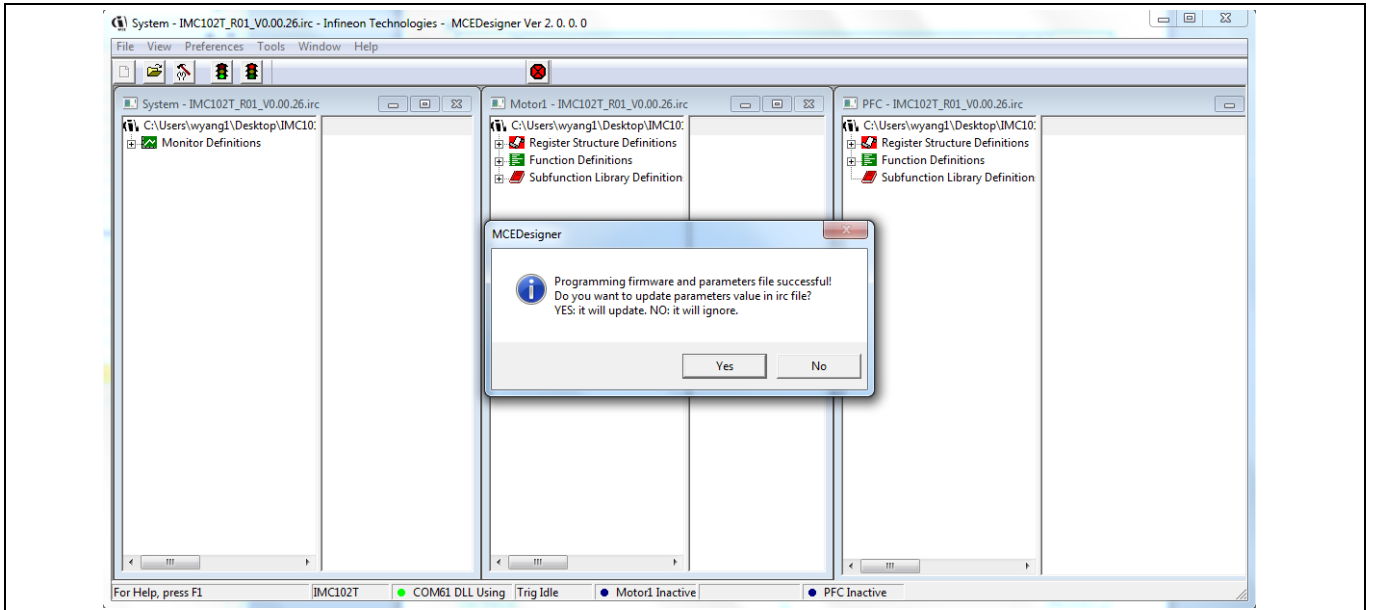 System - IMC102T_R01_V0.00.26.irc - Infineon Technologies - MCEDesigner Ver 2. 0. 0. 0
File View Preferences Tools Window Help
System - IMC102T_R01_V0.00.26.irc
C:\Users\wyang1\Desktop\IMC10:
Monitor Definitions
Motor1 - IMC102T_R01_V0.00.26.irc
C:\Users\wyang1\Desktop\IMC10:
Register Structure Definitions
Function Definitions
Subfunction Library Definition
PFC - IMC102T_R01_V0.00.26.irc
C:\Users\wyang1\Desktop\IMC10:
Register Structure Definitions
Function Definitions
Subfunction Library Definition
MCEDesigner
Programming firmware and parameters file successful!
Do you want to update parameters value in irc file?
YES: it will update. NO: it will ignore.
Yes No
For Help, press F1 IMC102T COM61 DLL Using Trig Idle Motor1 Inactive PFC Inactive